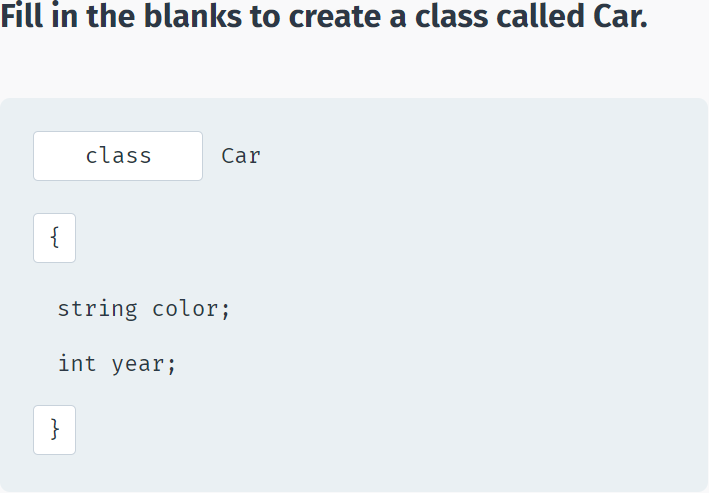 Fill in the blanks to create a class called Car.
class Car
{
string color;
int year;
}